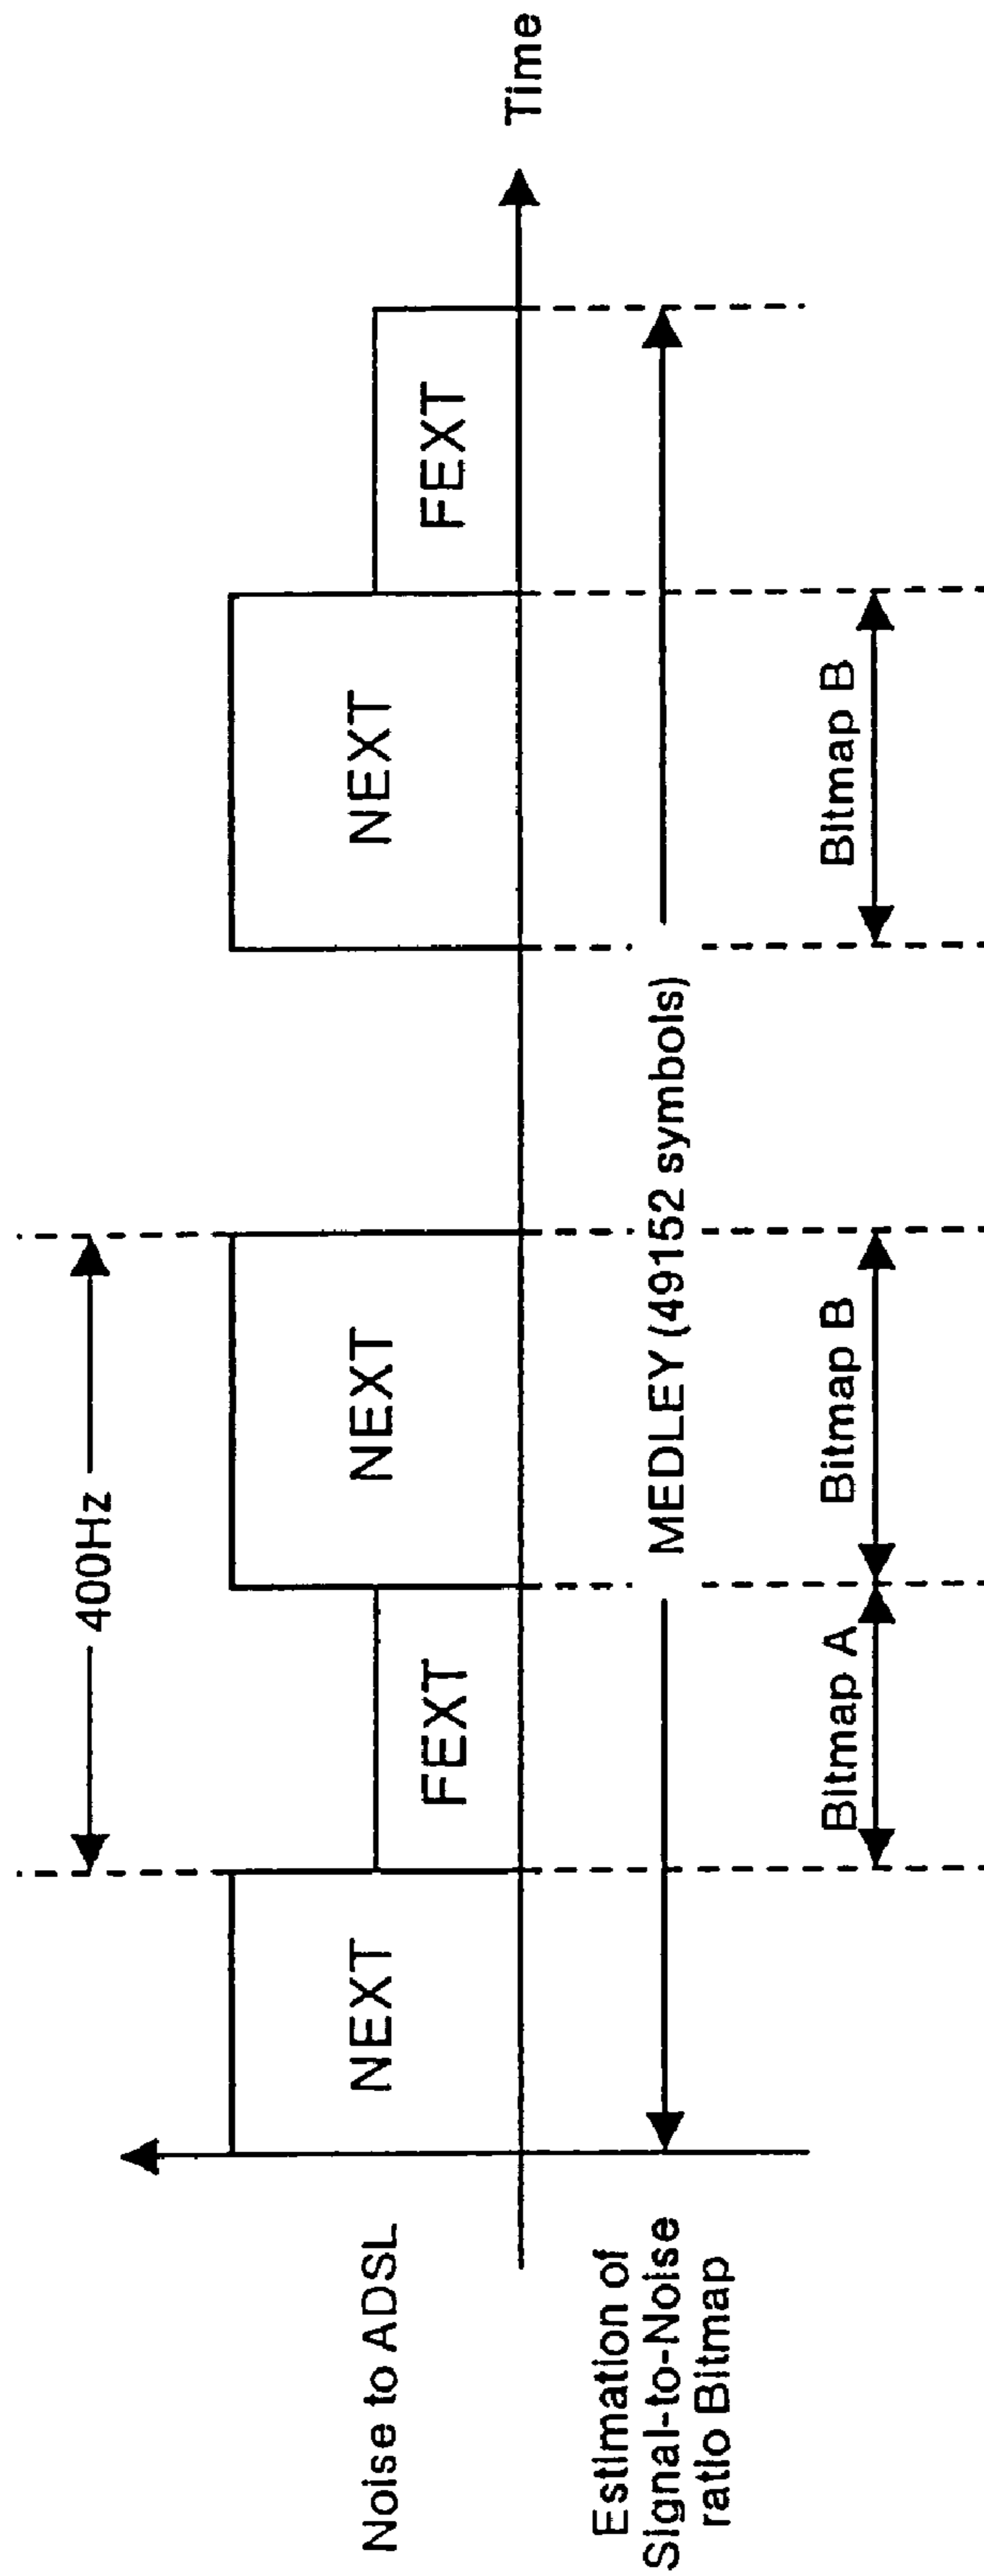 400Hz
Noise to ADSL
NEXT
FEXT
NEXT
NEXT
FEXT
Time
Estimation of
Signal-to-Noise
ratio Bitmap
MEDLEY (49152 symbols)
Bitmap A
Bitmap B
Bitmap B